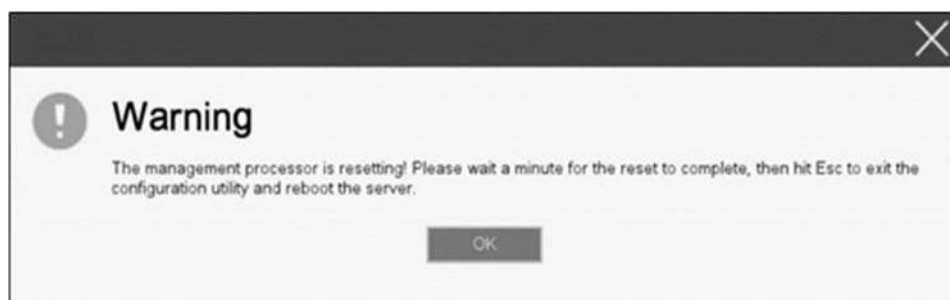 Warning
The management processor is resetting! Please wait a minute for the reset to complete, then hit Esc to exit the
configuration utility and reboot the server.
OK